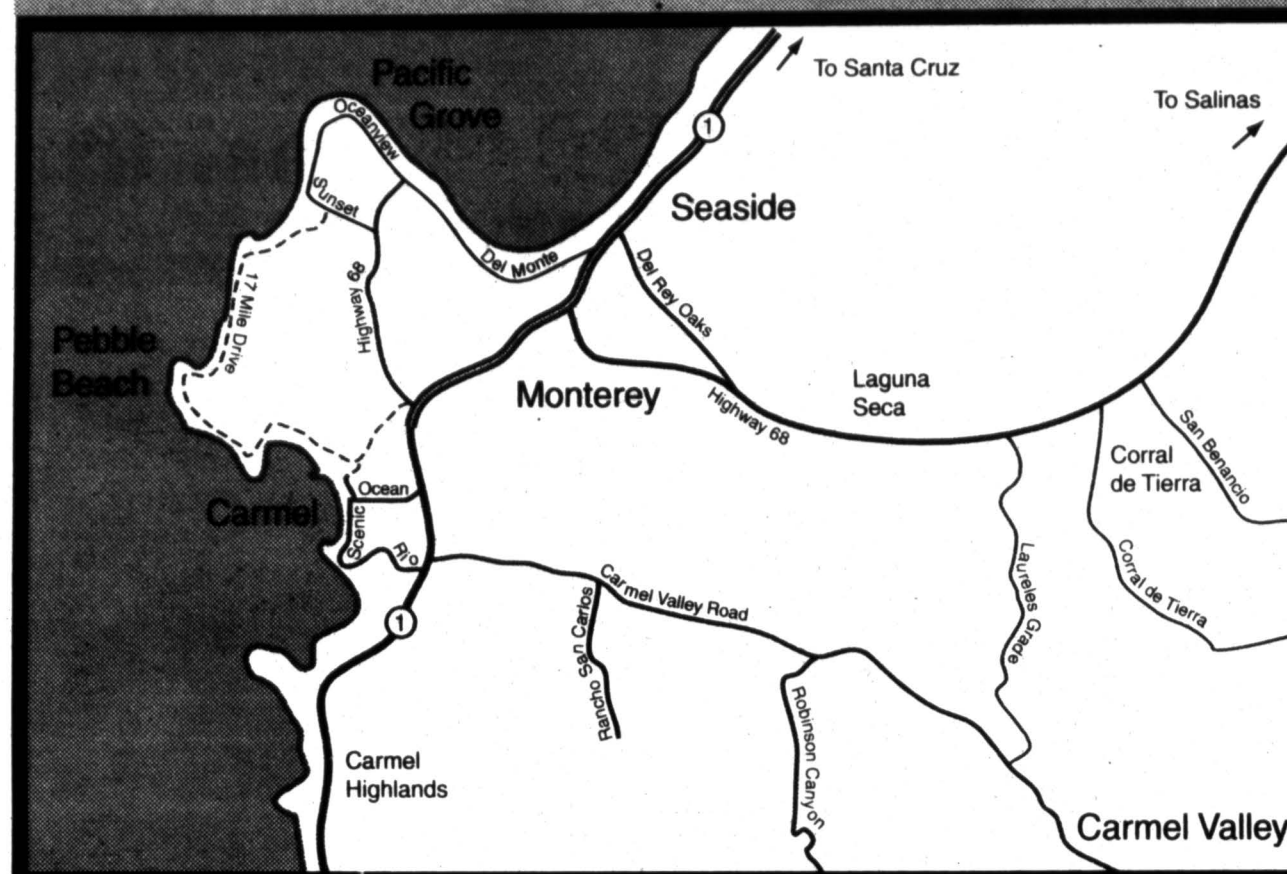 Pacific
Grove
To Santa Cruz
To Salinas
Oceanview
1
Sunset
Seaside
Del Monte
Del Rey Oaks
17 Mile Drive
Highway 68
Pebble
Beach
Monterey
Highway 68
Laguna
Seca
San Benancio
Corral
de Tierra
Ocean
Carmel
Scenic
Rio
Laureles Grade
Corral de Tierra
Carmel Valley Road
1
Rancho San Carlos
Robinson Canyon
Carmel
Highlands
Carmel Valley